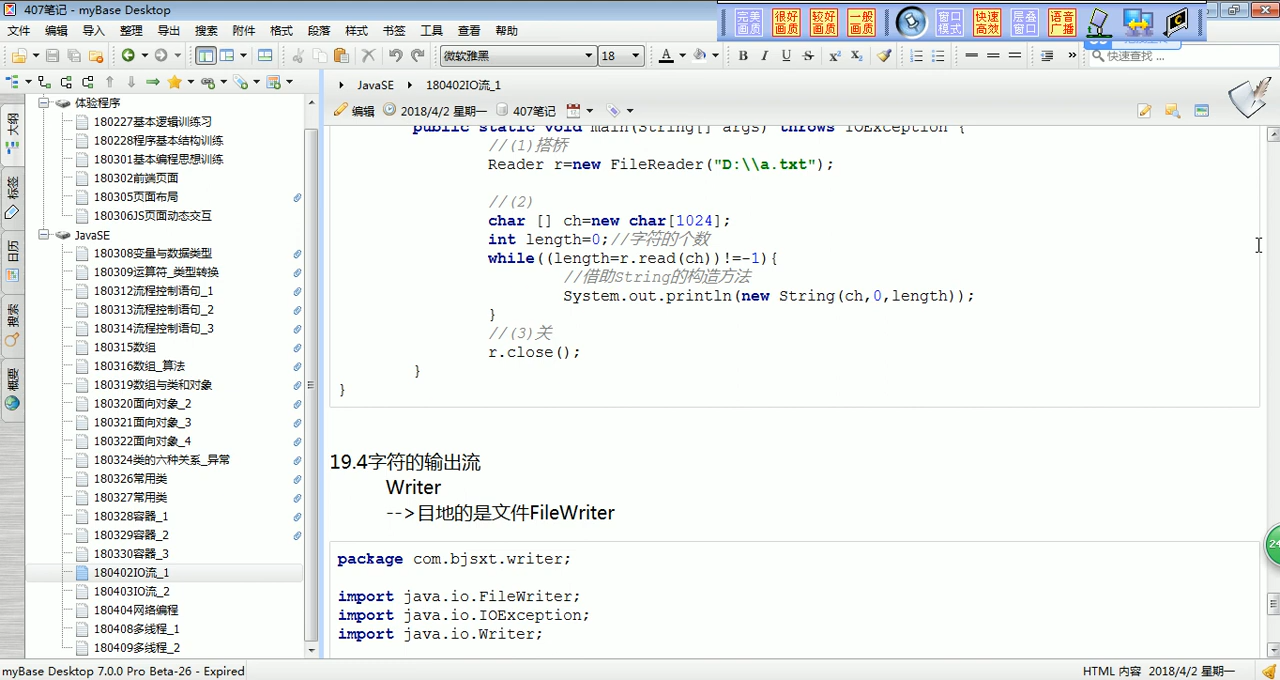 407笔记 - myBase Desktop
完美画质 很好画质 较好画质 一般画质 窗口模式 快速高效 层叠窗口 语音广播
文件 编辑 导入 整理 导出 搜索 附件 格式 段落 样式 书签 工具 查看 帮助
微软雅黑 18 A B I U S x² X₂ » 快速查找 ...
大纲
标签
日历
搜索
概要
体验程序
180227基本逻辑训练习
180228程序基本结构训练
180301基本编程思想训练
180302前端页面
180305页面布局
180306JS页面动态交互
JavaSE
180308变量与数据类型
180309运算符_类型转换
180312流程控制语句_1
180313流程控制语句_2
180314流程控制语句_3
180315数组
180316数组_算法
180319数组与类和对象
180320面向对象_2
180321面向对象_3
180322面向对象_4
180324类的六种关系_异常
180326常用类
180327常用类
180328容器_1
180329容器_2
180330容器_3
180402IO流_1
180403IO流_2
180404网络编程
180408多线程_1
180409多线程_2
JavaSE 180402IO流_1
编辑 2018/4/2 星期一 407笔记
public static void main(String[] args) throws IOException {
//(1)搭桥
Reader r=new FileReader("D:\\a.txt");
//(2)
char [] ch=new char[1024];
int length=0;//字符的个数
while((length=r.read(ch))!=-1){
//借助String的构造方法
System.out.println(new String(ch,0,length));
}
//(3)关
r.close();
}
}
19.4字符的输出流
Writer
-->目地的是文件FileWriter
package com.bjsxt.writer;
import java.io.FileWriter;
import java.io.IOException;
import java.io.Writer;
24
myBase Desktop 7.0.0 Pro Beta-26 - Expired
HTML 内容 2018/4/2 星期一